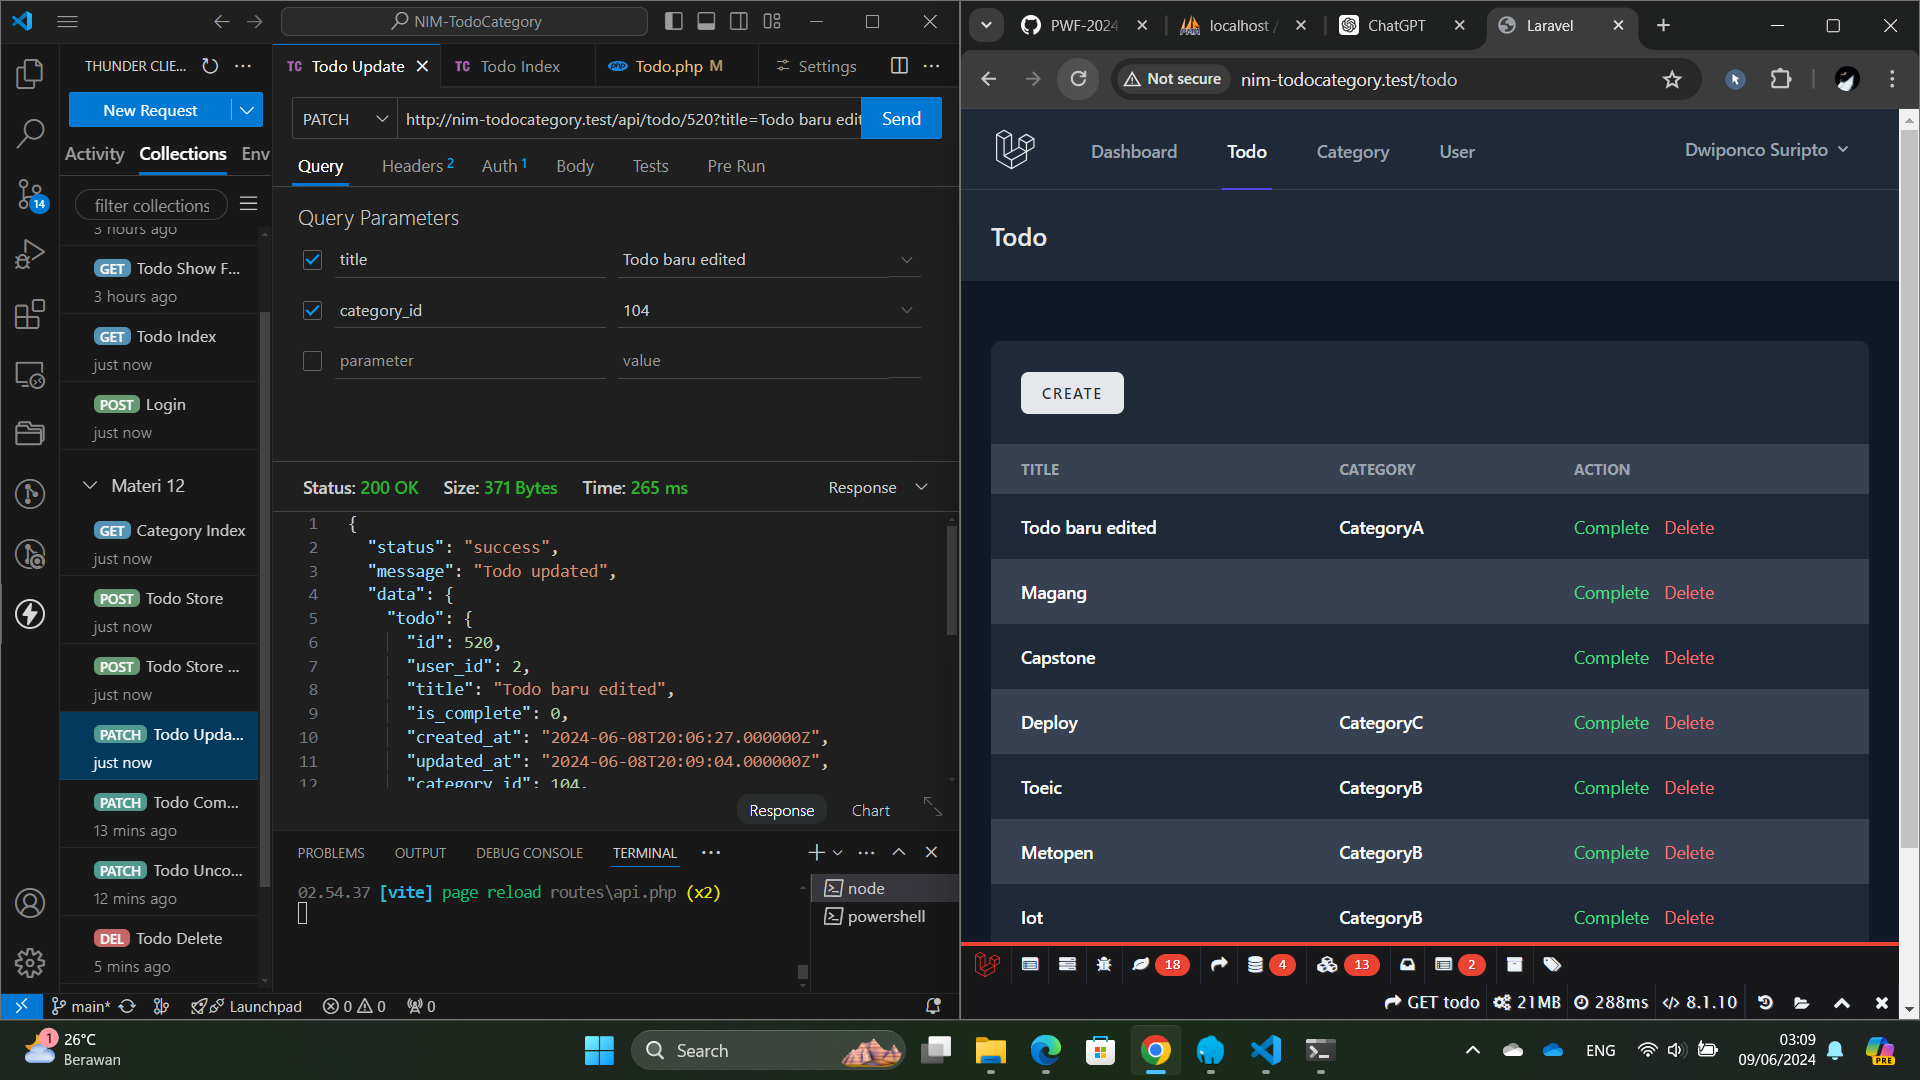 NIM-TodoCategory
THUNDER CLIE...
New Request
Activity Collections Env
filter collections
3 hours ago
GET Todo Show F...
3 hours ago
GET Todo Index
just now
POST Login
just now
Materi 12
GET Category Index
just now
POST Todo Store
just now
POST Todo Store ...
just now
PATCH Todo Upda...
just now
PATCH Todo Com...
13 mins ago
PATCH Todo Unco...
12 mins ago
DEL Todo Delete
5 mins ago
14
TC Todo Update
TC Todo Index
php Todo.php M
Settings
PATCH http://nim-todocategory.test/api/todo/520?title=Todo baru edit Send
Query Headers 2 Auth 1 Body Tests Pre Run
Query Parameters
title Todo baru edited
category_id 104
parameter value
Status: 200 OK Size: 371 Bytes Time: 265 ms Response
1 {
2 "status": "success",
3 "message": "Todo updated",
4 "data": {
5 "todo": {
6 "id": 520,
7 "user_id": 2,
8 "title": "Todo baru edited",
9 "is_complete": 0,
10 "created_at": "2024-06-08T20:06:27.000000Z",
11 "updated_at": "2024-06-08T20:09:04.000000Z",
12 "category_id": 104,
Response Chart
PROBLEMS OUTPUT DEBUG CONSOLE TERMINAL
02.54.37 [vite] page reload routes\api.php (x2)
node
powershell
main* Launchpad 0 0 0
PWF-2024
localhost /
ChatGPT
Laravel
Not secure nim-todocategory.test/todo
Dashboard Todo Category User Dwiponco Suripto
Todo
CREATE
TITLE CATEGORY ACTION
Todo baru edited CategoryA Complete Delete
Magang Complete Delete
Capstone Complete Delete
Deploy CategoryC Complete Delete
Toeic CategoryB Complete Delete
Metopen CategoryB Complete Delete
Iot CategoryB Complete Delete
18 4 13 2
GET todo 21MB 288ms 8.1.10
1 26°C
Berawan
Search
ENG
03:09
09/06/2024
PRE